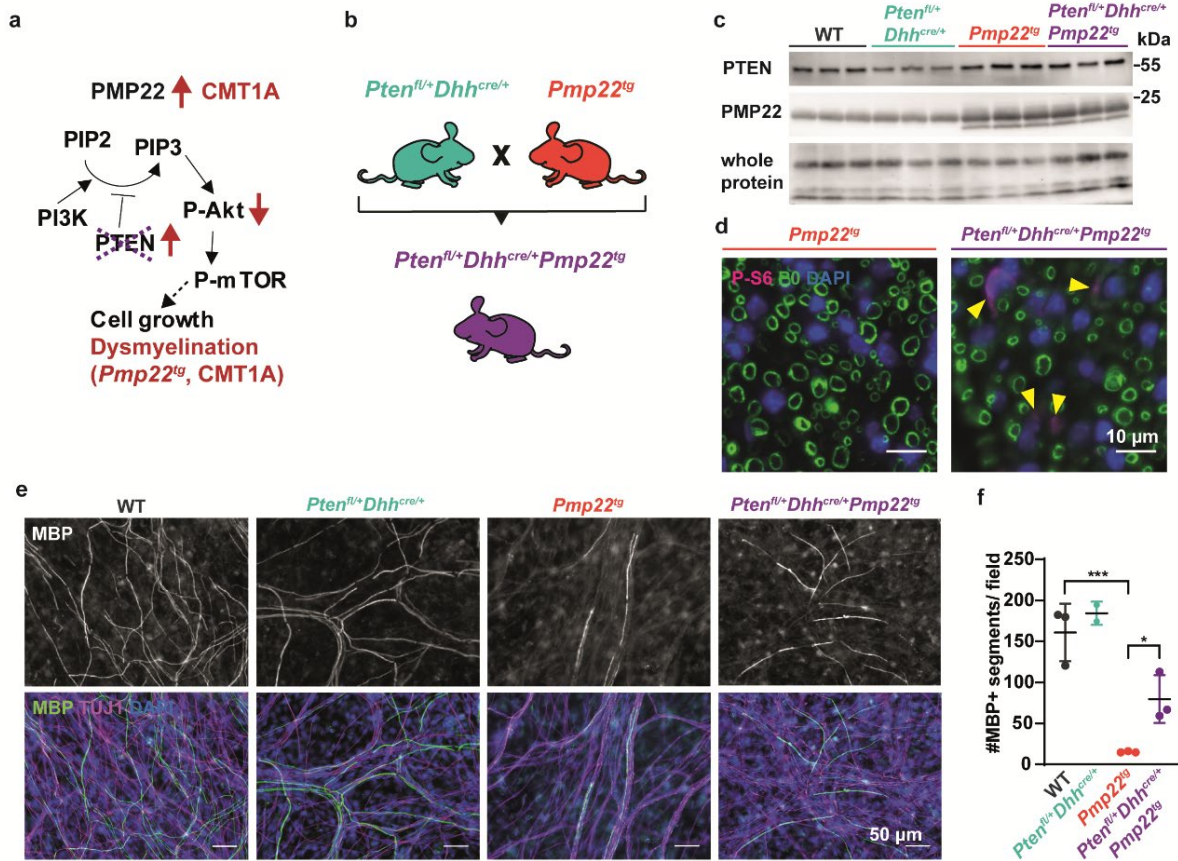 a
PMP22 CMT1A
PIP2
PIP3
PI3K
P-Akt
PTEN
P-mTOR
Cell growth
Dysmyelination
(Pmp22tg, CMT1A)
b
Ptenfl/+Dhhcre/+
Pmp22tg
X
Ptenfl/+Dhhcre/+Pmp22tg
c
WT
Ptenfl/+
Dhhcre/+
Pmp22tg
Ptenfl/+Dhhcre/+
Pmp22tg
kDa
PTEN
-55
-25
PMP22
whole
protein
d
Pmp22tg
Ptenfl/+Dhhcre/+Pmp22tg
P-S6 P0 DAPI
10 µm
e
WT
Ptenfl/+Dhhcre/+
Pmp22tg
Ptenfl/+Dhhcre/+Pmp22tg
MBP
MBP TUJ1 DAPI
50 µm
f
#MBP+ segments/ field
250
200
150
100
50
0
***
*
WT
Ptenfl/+Dhhcre/+
Pmp22tg
Ptenfl/+Dhhcre/+
Pmp22tg